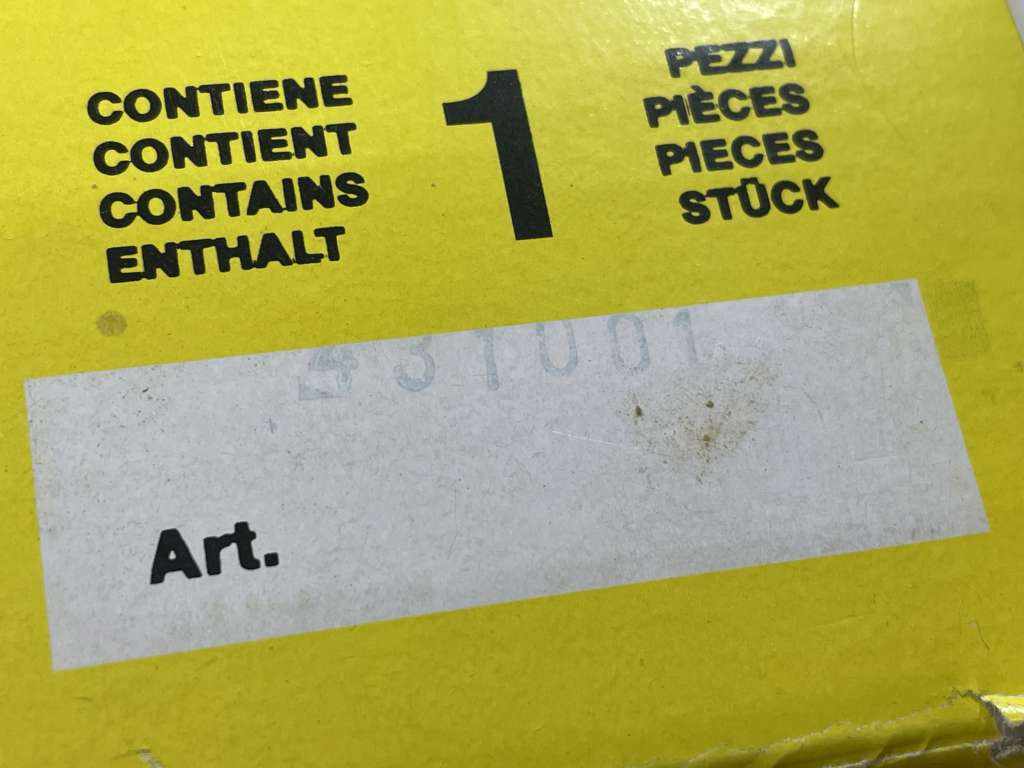 CONTIENE
CONTIENT
CONTAINS
ENTHALT
1
PEZZI
PIÈCES
PIECES
STÜCK
431001
Art.